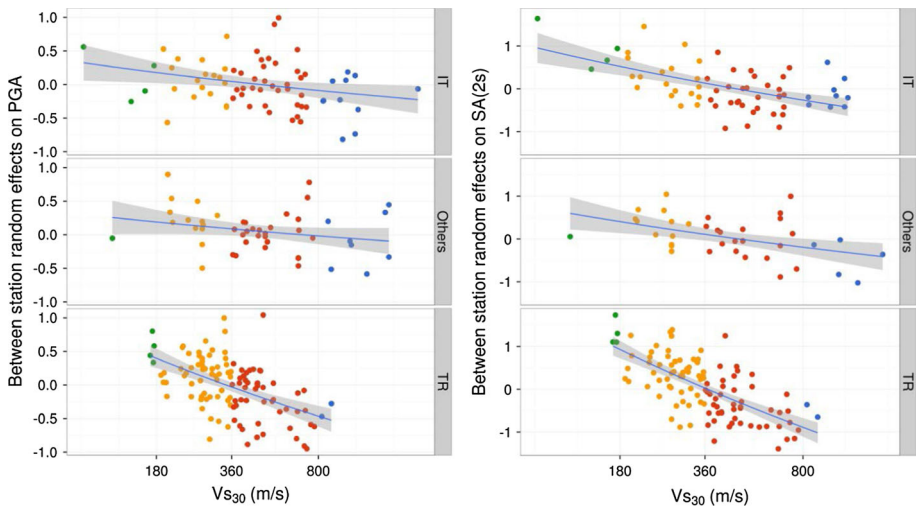 Between station random effects on PGA
1.0
0.5
0.0
-0.5
-1.0
IT
1.0
0.5
0.0
-0.5
-1.0
Others
1.0
0.5
0.0
-0.5
-1.0
TR
180 360 800
Vs30 (m/s)
Between station random effects on SA(2s)
1
0
-1
IT
1
0
-1
Others
1
0
-1
TR
180 360 800
Vs30 (m/s)